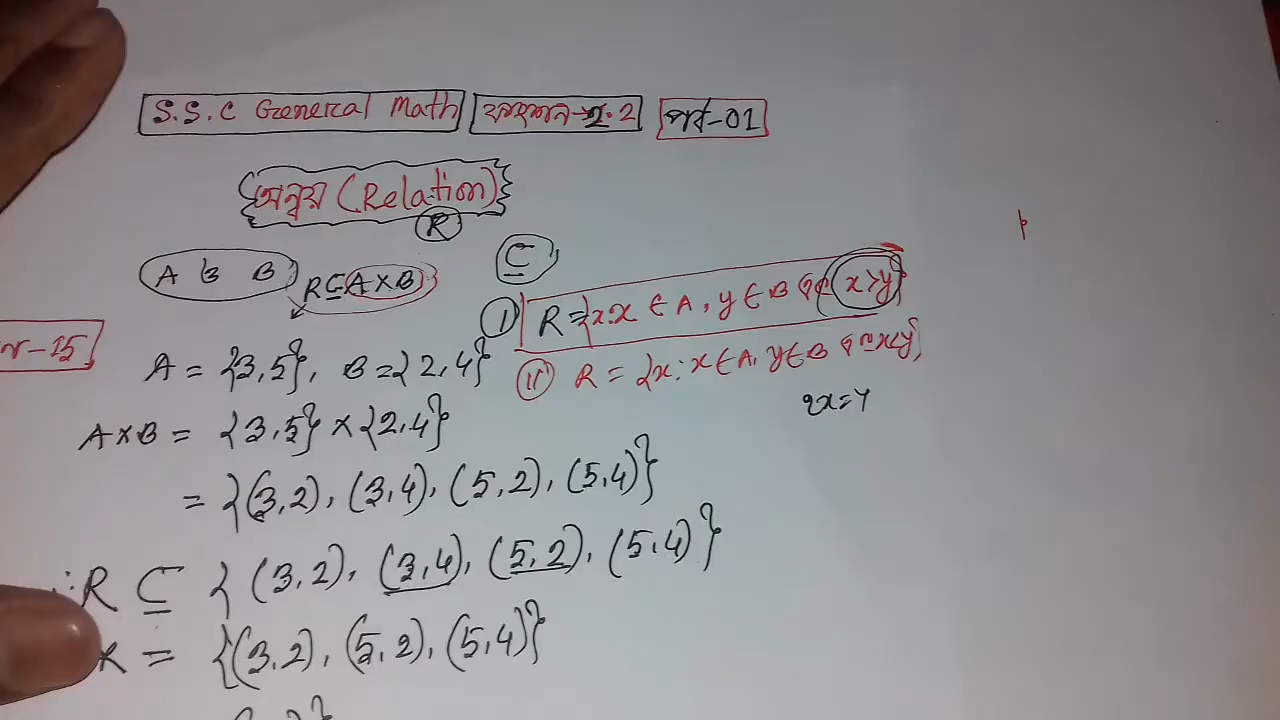 S.S.C General Math অনুশীলন-২.2 পর্ব-01
অন্বয় (Relation)
R
A ও B R⊆A×B ⊆
(i) R={x:x ∈ A, y ∈ B এবং x>y}
(ii) R = {x: x∈A, y∈B এবং x<y}
-15
A = {3,5}, B={2,4}
2x=y
A×B = {3,5} × {2,4}
= {(3,2), (3,4), (5,2), (5,4)}
∴R ⊆ { (3,2), (3,4), (5,2), (5,4)}
R = {(3,2), (5,2), (5,4)}